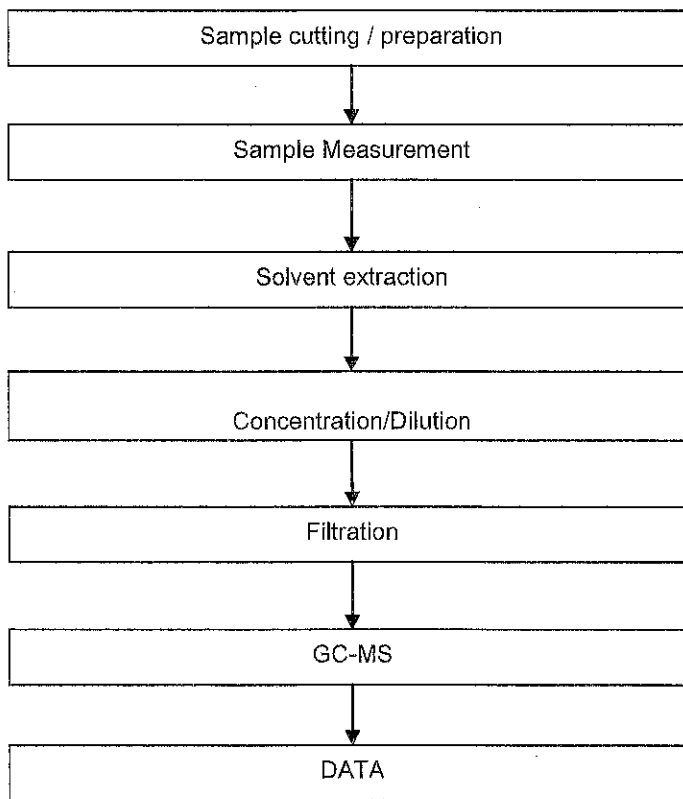 Sample cutting / preparation
Sample Measurement
Solvent extraction
Concentration/Dilution
Filtration
GC-MS
DATA